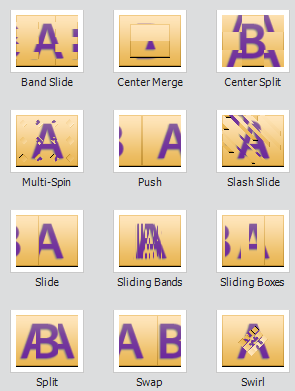 Band Slide Center Merge Center Split
Multi-Spin Push Slash Slide
Slide Sliding Bands Sliding Boxes
Split Swap Swirl